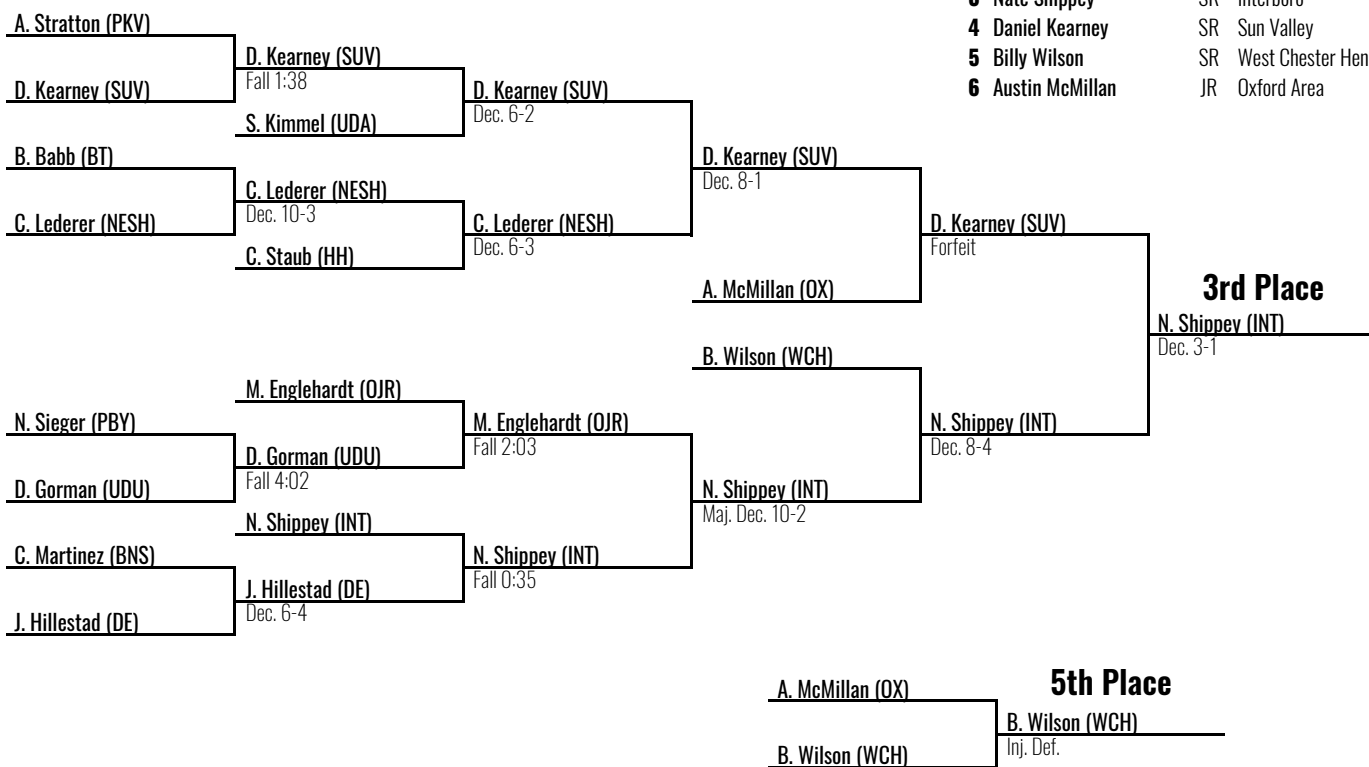 3 Nate Shippey SR Interboro
4 Daniel Kearney SR Sun Valley
5 Billy Wilson SR West Chester Hen
6 Austin McMillan JR Oxford Area
A. Stratton (PKV)
D. Kearney (SUV)
Fall 1:38
D. Kearney (SUV)
D. Kearney (SUV)
Dec. 6-2
S. Kimmel (UDA)
B. Babb (BT)
D. Kearney (SUV)
Dec. 8-1
C. Lederer (NESH)
Dec. 10-3
C. Lederer (NESH)
C. Lederer (NESH)
Dec. 6-3
D. Kearney (SUV)
Forfeit
C. Staub (HH)
A. McMillan (OX)
3rd Place
N. Shippey (INT)
Dec. 3-1
B. Wilson (WCH)
M. Englehardt (OJR)
N. Sieger (PBY)
M. Englehardt (OJR)
Fall 2:03
N. Shippey (INT)
Dec. 8-4
D. Gorman (UDU)
Fall 4:02
D. Gorman (UDU)
N. Shippey (INT)
Maj. Dec. 10-2
N. Shippey (INT)
C. Martinez (BNS)
N. Shippey (INT)
Fall 0:35
J. Hillestad (DE)
Dec. 6-4
J. Hillestad (DE)
5th Place
A. McMillan (OX)
B. Wilson (WCH)
Inj. Def.
B. Wilson (WCH)